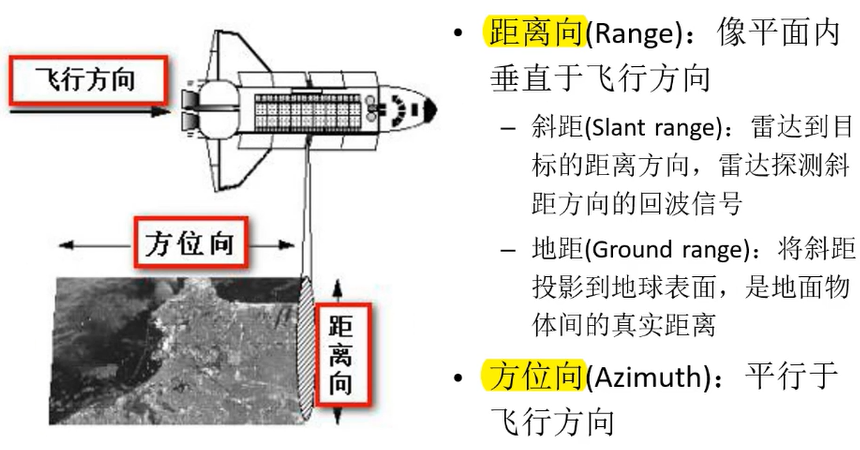 飞行方向
方位向
距离向
• 距离向(Range)：像平面内
垂直于飞行方向
– 斜距(Slant range)：雷达到目
标的距离方向，雷达探测斜
距方向的回波信号
– 地距(Ground range)：将斜距
投影到地球表面，是地面物
体间的真实距离
• 方位向(Azimuth)：平行于
飞行方向